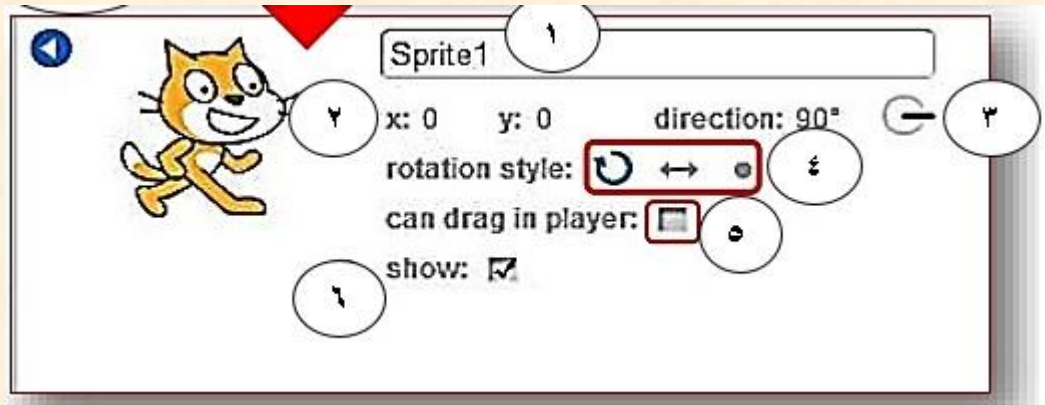 Sprite1 ١
٢ x: 0 y: 0 direction: 90° ٣
rotation style: ٤
can drag in player: ٥
show: ٦